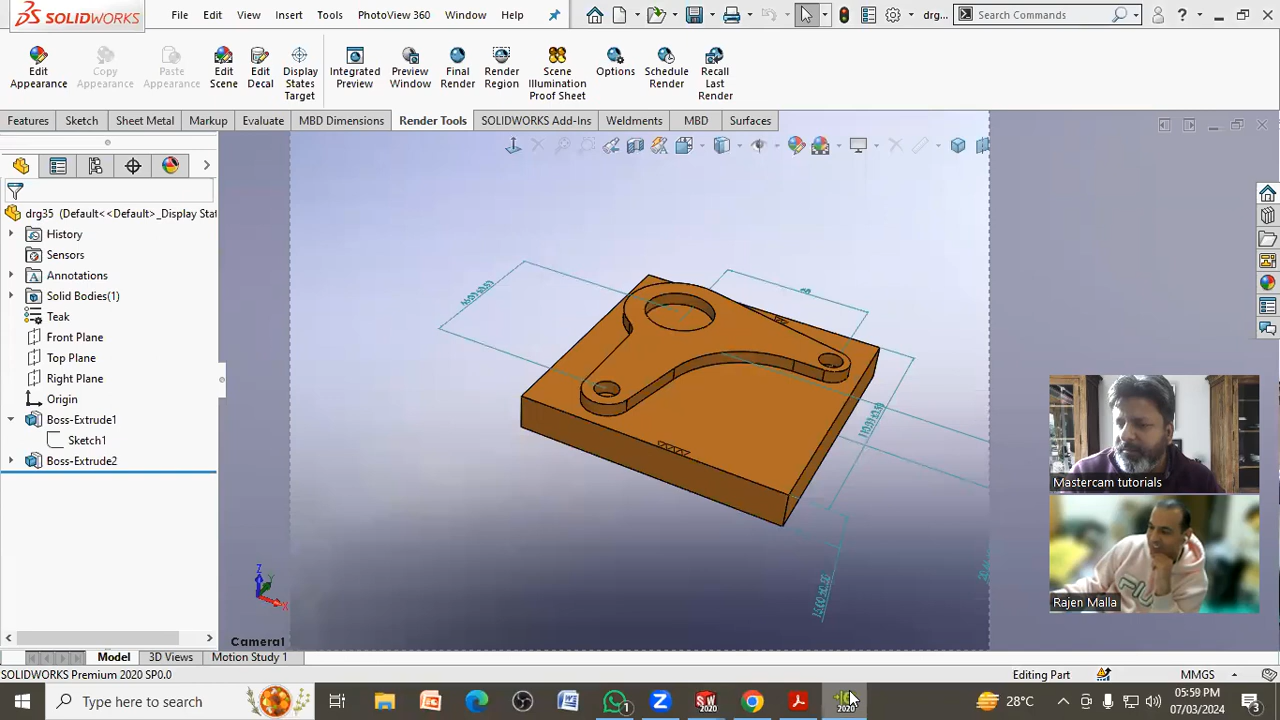 SOLIDWORKS
File Edit View Insert Tools PhotoView 360 Window Help
drg...
Search Commands
Edit Appearance
Copy Appearance
Paste Appearance
Edit Scene
Edit Decal
Display States Target
Integrated Preview
Preview Window
Final Render
Render Region
Scene Illumination Proof Sheet
Options
Schedule Render
Recall Last Render
Features Sketch Sheet Metal Markup Evaluate MBD Dimensions Render Tools SOLIDWORKS Add-Ins Weldments MBD Surfaces
drg35 (Default<<Default>_Display Stat
History
Sensors
Annotations
Solid Bodies(1)
Teak
Front Plane
Top Plane
Right Plane
Origin
Boss-Extrude1
Sketch1
Boss-Extrude2
Mastercam tutorials
Rajen Malla
Z
Y
X
Camera1
Model 3D Views Motion Study 1
SOLIDWORKS Premium 2020 SP0.0
Editing Part
MMGS
Type here to search
1
2020
2020
28°C
05:59 PM
07/03/2024
3